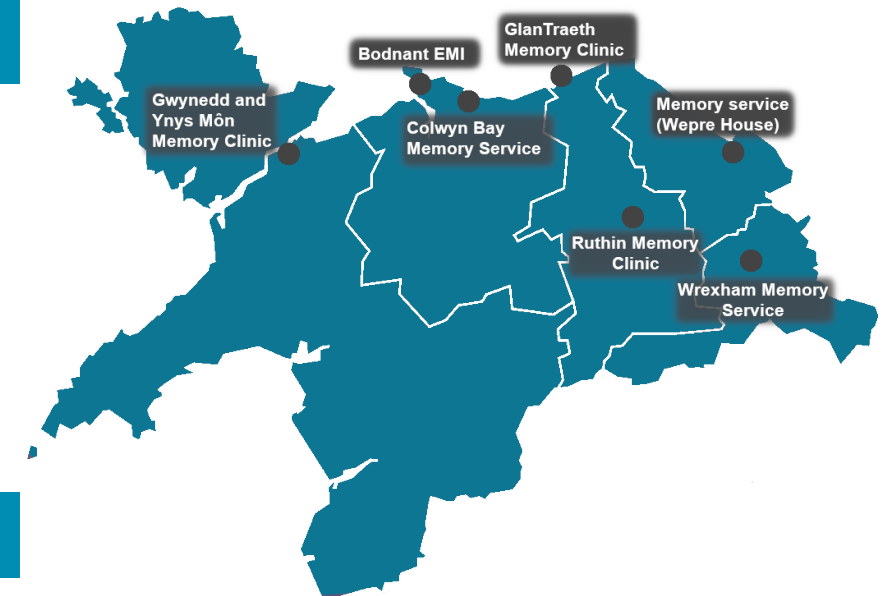 GlanTraeth
Memory Clinic
Bodnant EMI
Gwynedd and
Ynys Môn
Memory Clinic
Colwyn Bay
Memory Service
Memory service
(Wepre House)
Ruthin Memory
Clinic
Wrexham Memory
Service